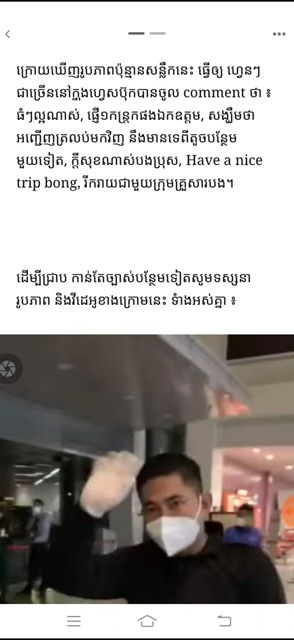 ក្រោយឃើញរូបភាពប៉ុន្មានសន្លឹកនេះ ធ្វើឲ្យ ហ្វេនៗ
ជាច្រើននៅក្នុងហ្វេសប៊ុកបានចូល comment ថា ៖
ធំៗល្អណាស់, ផ្ញើ១កន្ត្រកផងឯកឧត្តម, សង្ឃឹមថា
អញ្ជើញត្រលប់មកវិញ នឹងមានទេពីតូចបន្ថែម
មួយទៀត, ក្ដីសុខណាស់បងប្រុស, Have a nice
trip bong, រីករាយជាមួយក្រុមគ្រួសារបង។
ដើម្បីជ្រាប កាន់តែច្បាស់បន្ថែមទៀតសូមទស្សនា
រូបភាព និងវីដេអូខាងក្រោមនេះ ទំាងអស់គ្នា ៖